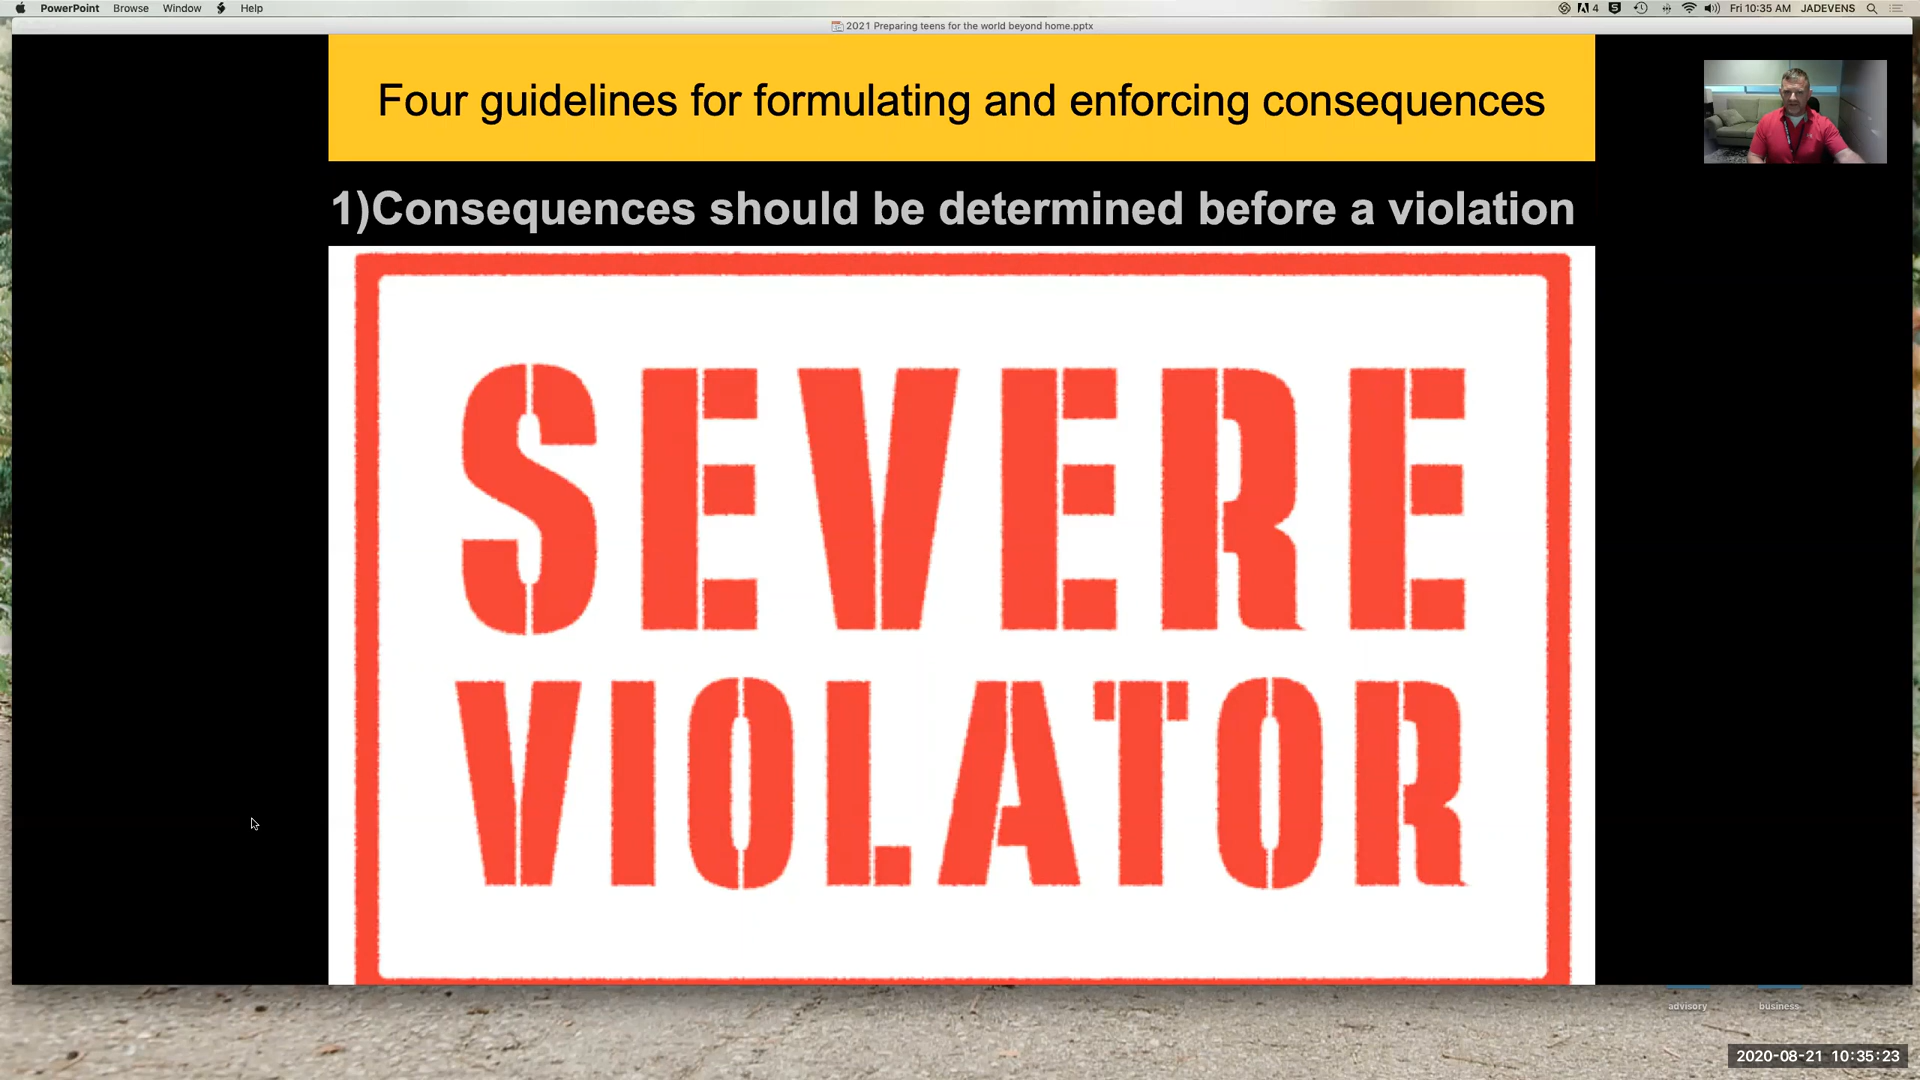 PowerPoint Browse Window Help
4 Fri 10:35 AM JADEVENS
2021 Preparing teens for the world beyond home.pptx
Four guidelines for formulating and enforcing consequences
1)Consequences should be determined before a violation
SEVERE
VIOLATOR
advisory business
2020-08-21 10:35:23